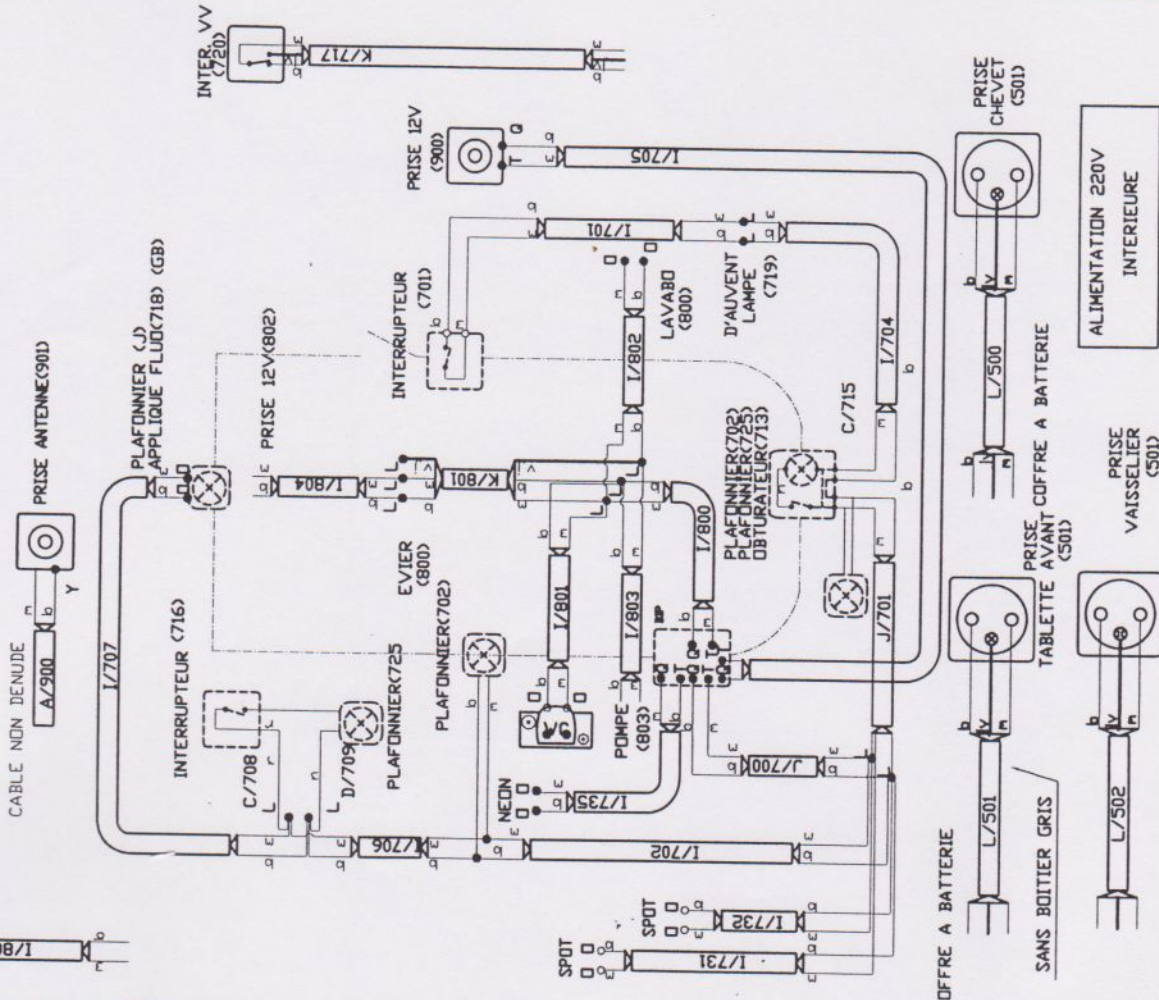 INTER. VV
(720)
K/717
CABLE NON DENUDE
A/900
m
b
Y
PRISE ANTENNE(901)
PLAFONNIER (J)
APPLIQUE FLUO(718) (GB)
PRISE 12V
(900)
T
Q
I/705
I/707
PRISE 12V(802)
I/804
INTERRUPTEUR
(701)
I/701
INTERRUPTEUR (716)
C/708
D/709
PLAFONNIER(725
EVIER
(800)
K/801
I/802
LAVABO
(800)
D'AUVENT
LAMPE
(719)
I/704
PLAFONNIER(702)
I/801
I/803
POMPE
(803)
I/800
PLAFONNIER(702)
PLAFONNIER(725)
OBTURATEUR(713)
C/715
NEON
I/735
J/700
J/701
I/706
I/702
SPOT
I/732
SPOT
I/731
PRISE
CHEVET
(501)
L/500
COFFRE A BATTERIE
ALIMENTATION 220V
INTERIEURE
PRISE
TABLETTE AVANT
(501)
L/501
OFFRE A BATTERIE
SANS BOITIER GRIS
PRISE
VAISSELIER
(501)
L/502